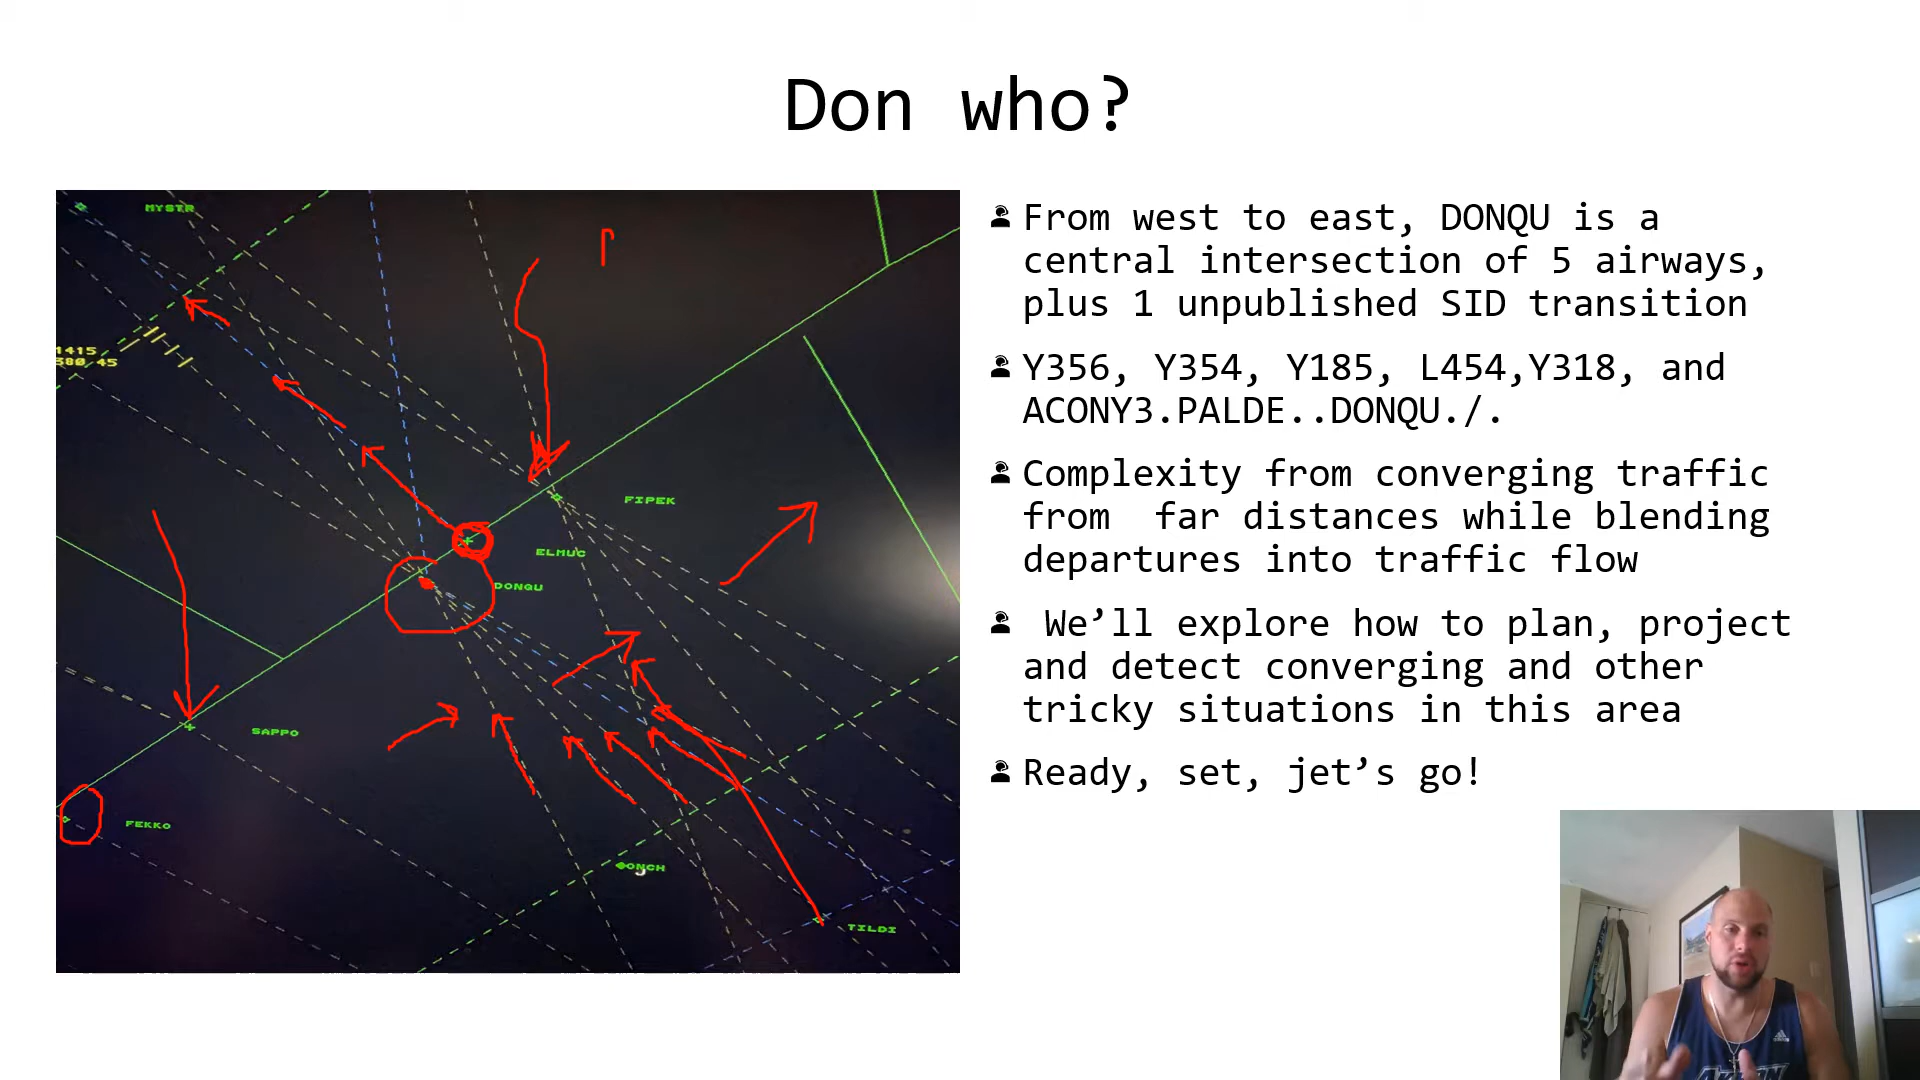 Don who?
MYSTR
1415
380 45
FIPEK
ELMUC
DONQU
SAPPO
FEKKO
CONCH
TILDI
From west to east, DONQU is a
central intersection of 5 airways,
plus 1 unpublished SID transition
Y356, Y354, Y185, L454,Y318, and
ACONY3.PALDE..DONQU./.
Complexity from converging traffic
from far distances while blending
departures into traffic flow
We’ll explore how to plan, project
and detect converging and other
tricky situations in this area
Ready, set, jet’s go!
adidas